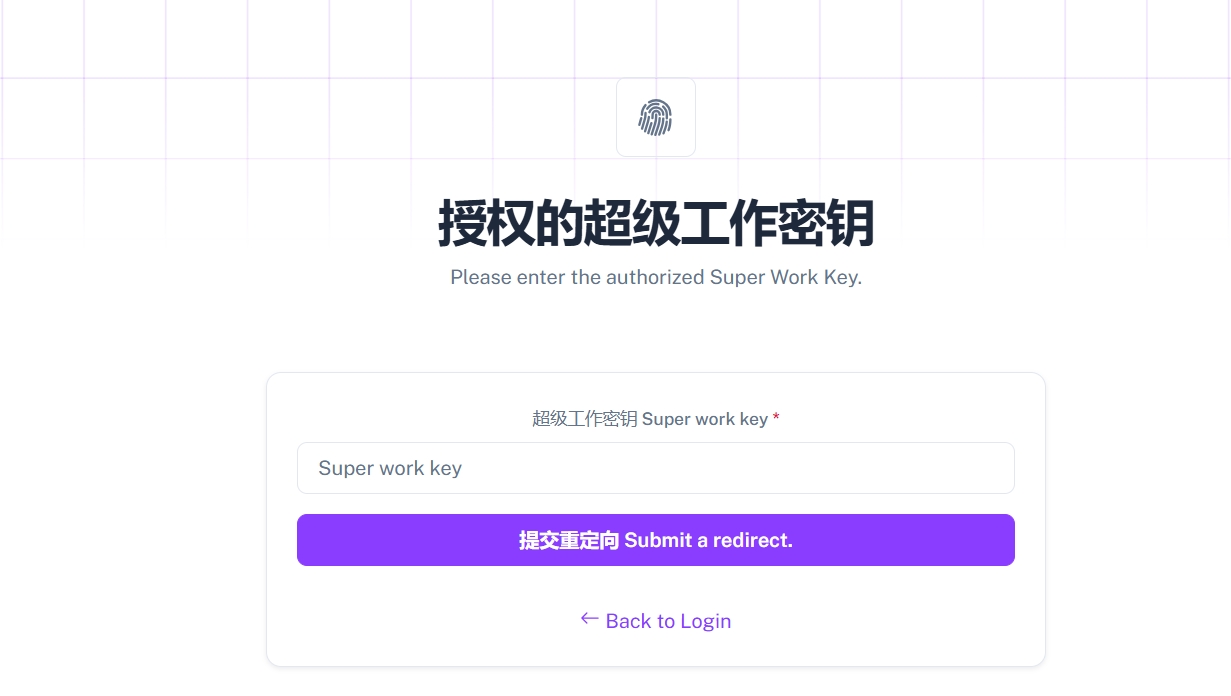 授权的超级工作密钥
Please enter the authorized Super Work Key.
超级工作密钥 Super work key *
Super work key
提交重定向 Submit a redirect.
← Back to Login